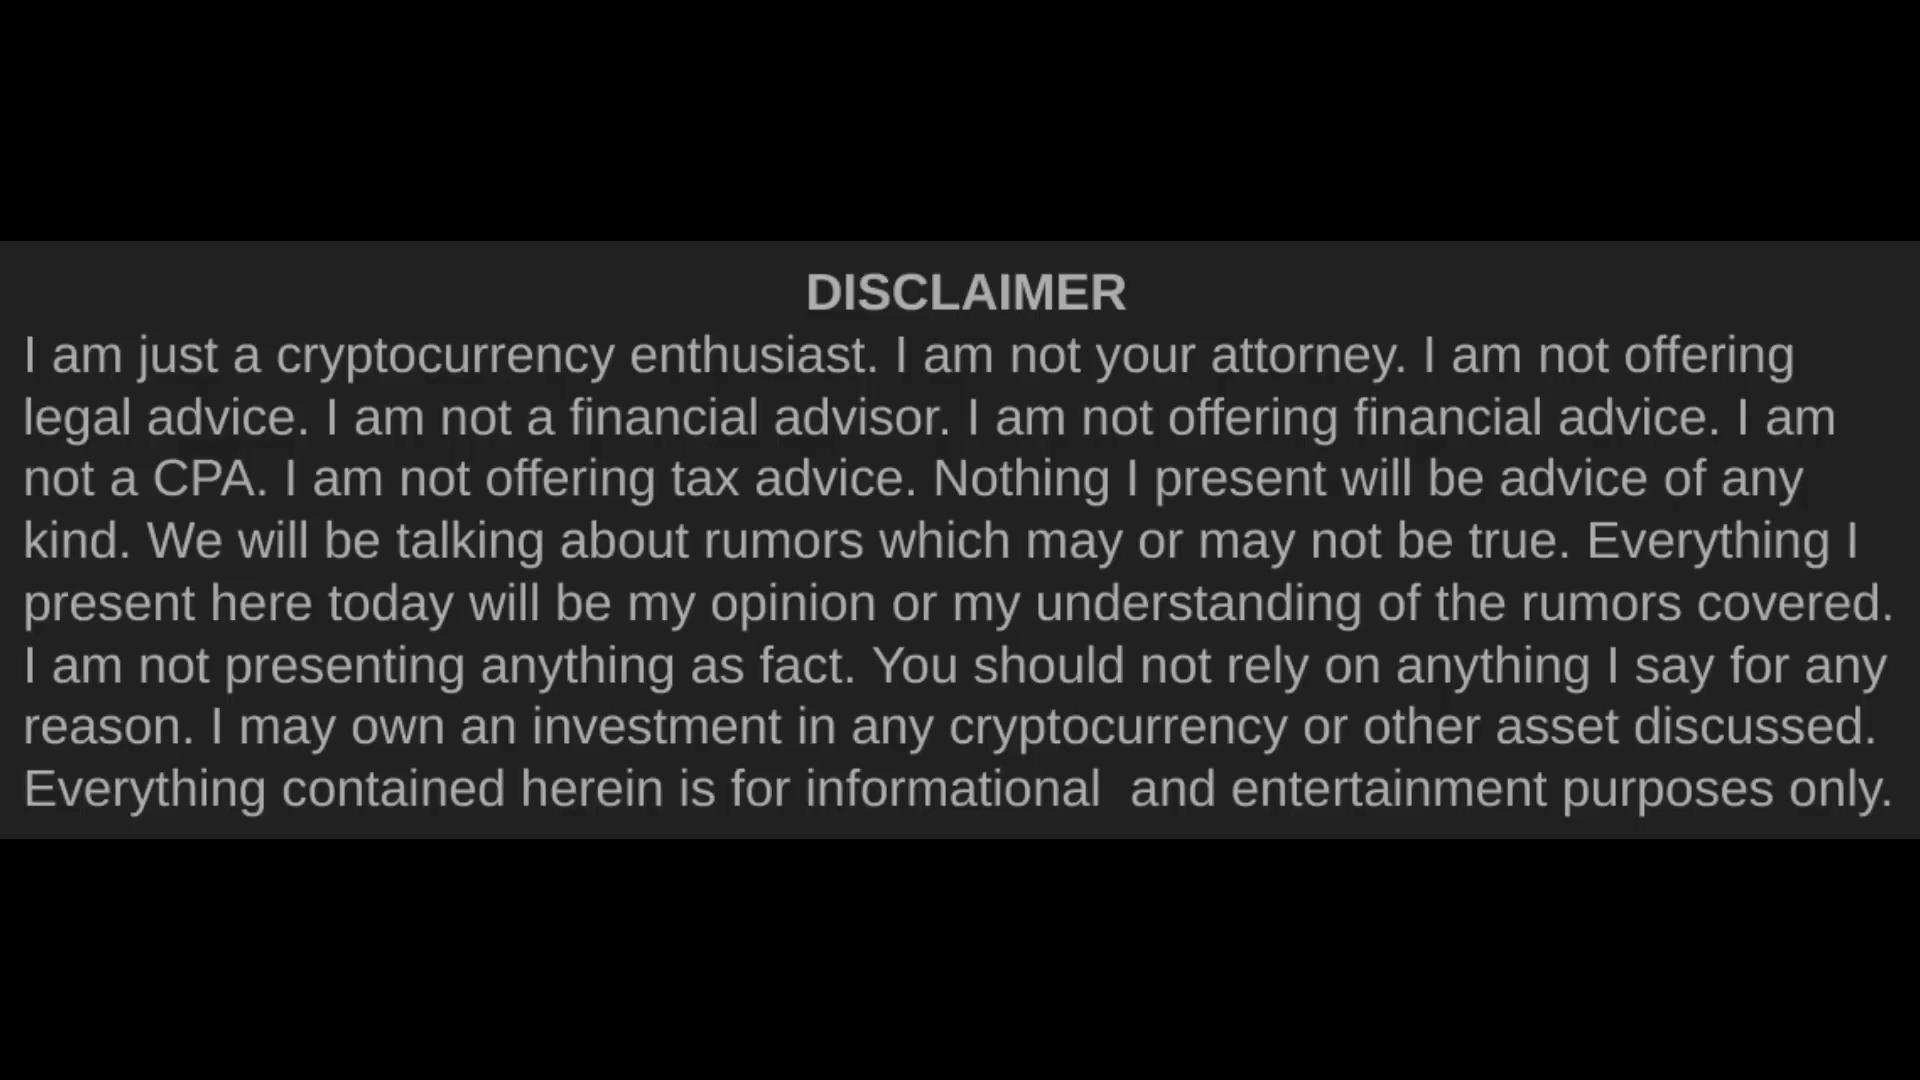 DISCLAIMER
I am just a cryptocurrency enthusiast. I am not your attorney. I am not offering
legal advice. I am not a financial advisor. I am not offering financial advice. I am
not a CPA. I am not offering tax advice. Nothing I present will be advice of any
kind. We will be talking about rumors which may or may not be true. Everything I
present here today will be my opinion or my understanding of the rumors covered.
I am not presenting anything as fact. You should not rely on anything I say for any
reason. I may own an investment in any cryptocurrency or other asset discussed.
Everything contained herein is for informational  and entertainment purposes only.